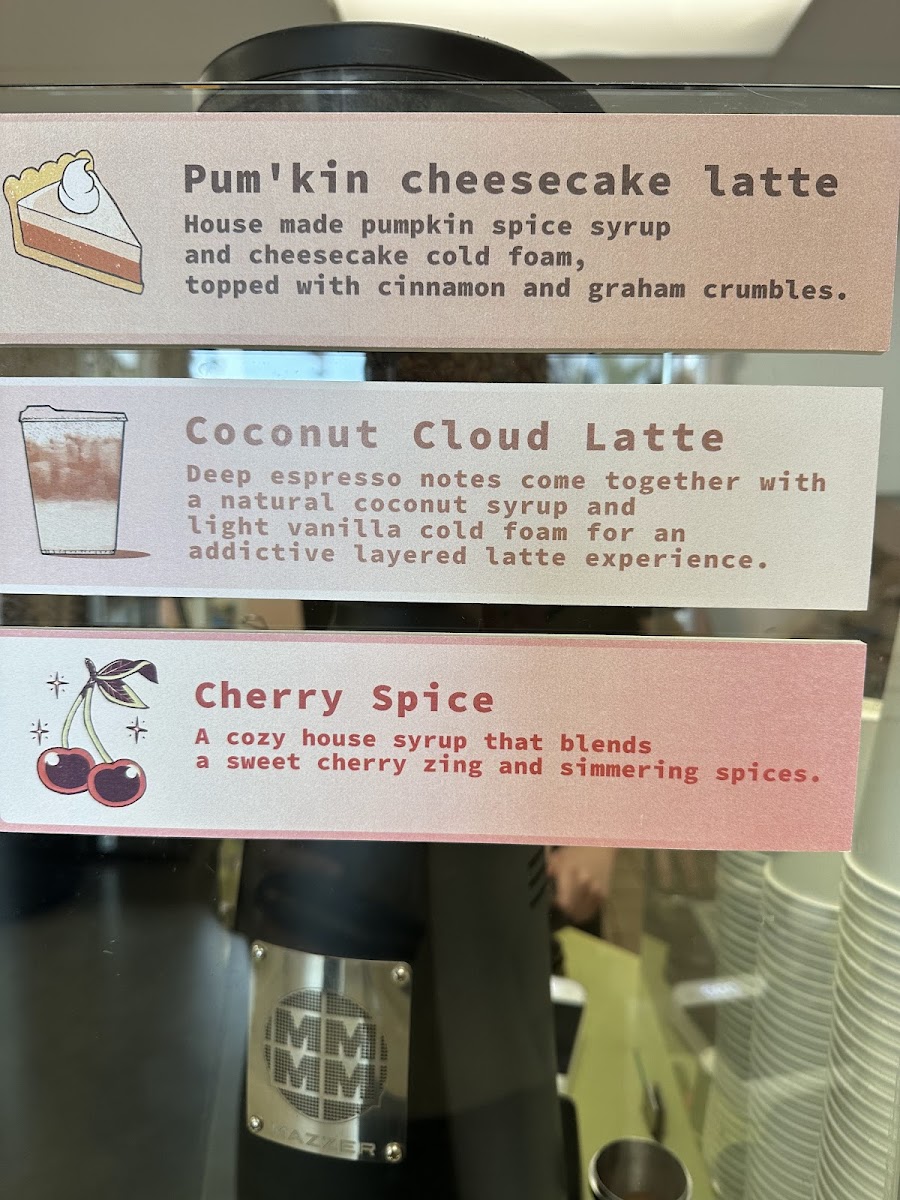 Pum'kin cheesecake latte
House made pumpkin spice syrup
and cheesecake cold foam,
topped with cinnamon and graham crumbles.
Coconut Cloud Latte
Deep espresso notes come together with
a natural coconut syrup and
light vanilla cold foam for an
addictive layered latte experience.
Cherry Spice
A cozy house syrup that blends
a sweet cherry zing and simmering spices.
MM
MM
MAZZER